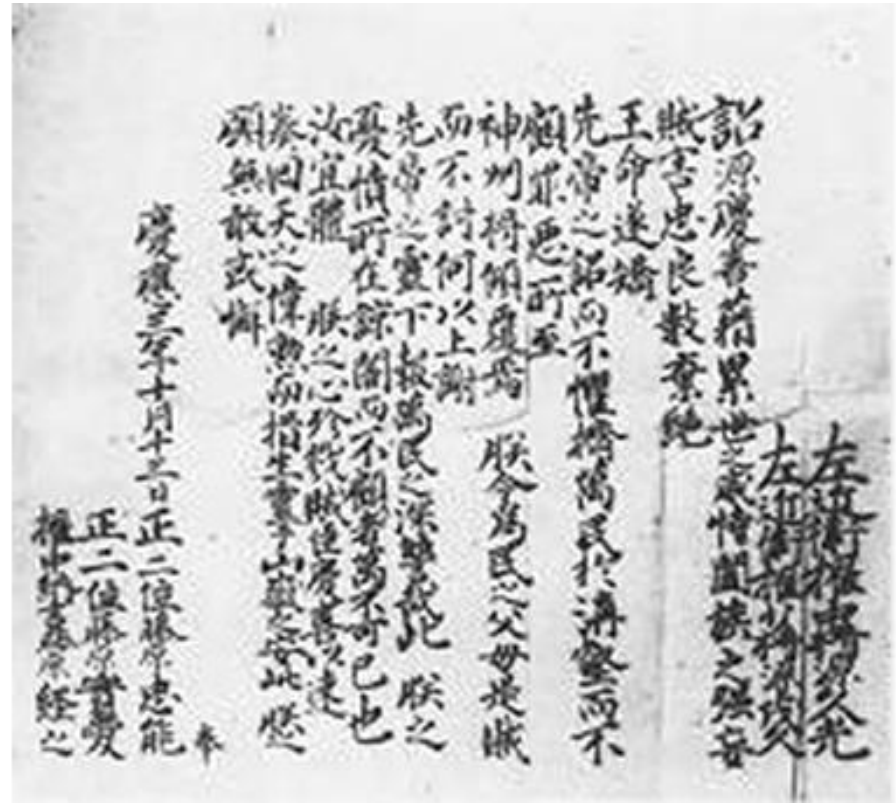 左近衛権中将源久光
左近衛権少将源茂久
詔源慶喜藉累世之威恃闔族之強妄
賊害忠良數棄絶
王命遂矯
先帝之詔而不懼擠萬民於溝壑而不
顧罪惡所至
神州将傾覆焉 朕今為民之父母是賊
而不討何以上謝
先帝之靈下報萬民之深讐哉此 朕之
憂憤所在諒闇而不顧者萬不可已也
汝宜體 朕之心殄戮賊臣慶喜以速
奏回天之偉勲而措生靈于山嶽之安此朕之
願無敢或懈
慶應三年十月十三日 正二位藤原忠能
正二位藤原實愛
権中納言藤原経之
奉